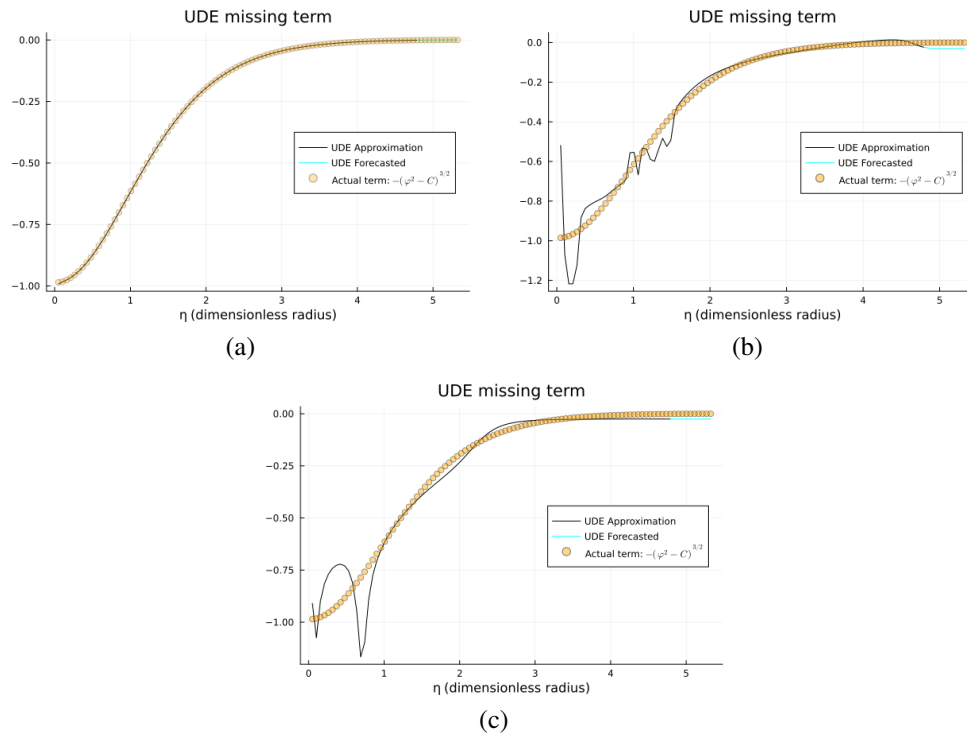 UDE missing term
0.00
−0.25
−0.50
−0.75
−1.00
UDE Approximation
UDE Forecasted
Actual term: −(φ² − C)^{3/2}
0 1 2 3 4 5
η (dimensionless radius)
(a)
UDE missing term
0.0
−0.2
−0.4
−0.6
−0.8
−1.0
−1.2
UDE Approximation
UDE Forecasted
Actual term: −(φ² − C)^{3/2}
0 1 2 3 4 5
η (dimensionless radius)
(b)
UDE missing term
0.00
−0.25
−0.50
−0.75
−1.00
UDE Approximation
UDE Forecasted
Actual term: −(φ² − C)^{3/2}
0 1 2 3 4 5
η (dimensionless radius)
(c)